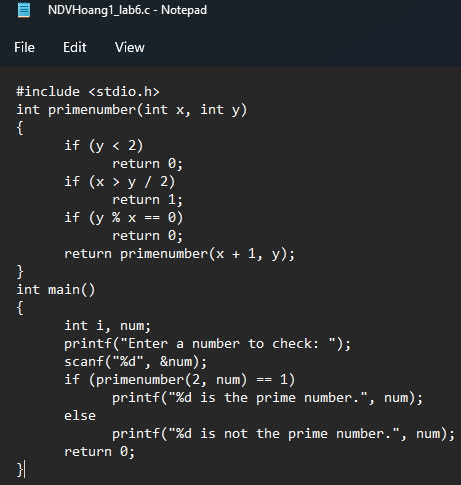 NDVHoang1_lab6.c - Notepad
File Edit View
#include <stdio.h>
int primenumber(int x, int y)
{
if (y < 2)
return 0;
if (x > y / 2)
return 1;
if (y % x == 0)
return 0;
return primenumber(x + 1, y);
}
int main()
{
int i, num;
printf("Enter a number to check: ");
scanf("%d", &num);
if (primenumber(2, num) == 1)
printf("%d is the prime number.", num);
else
printf("%d is not the prime number.", num);
return 0;
}